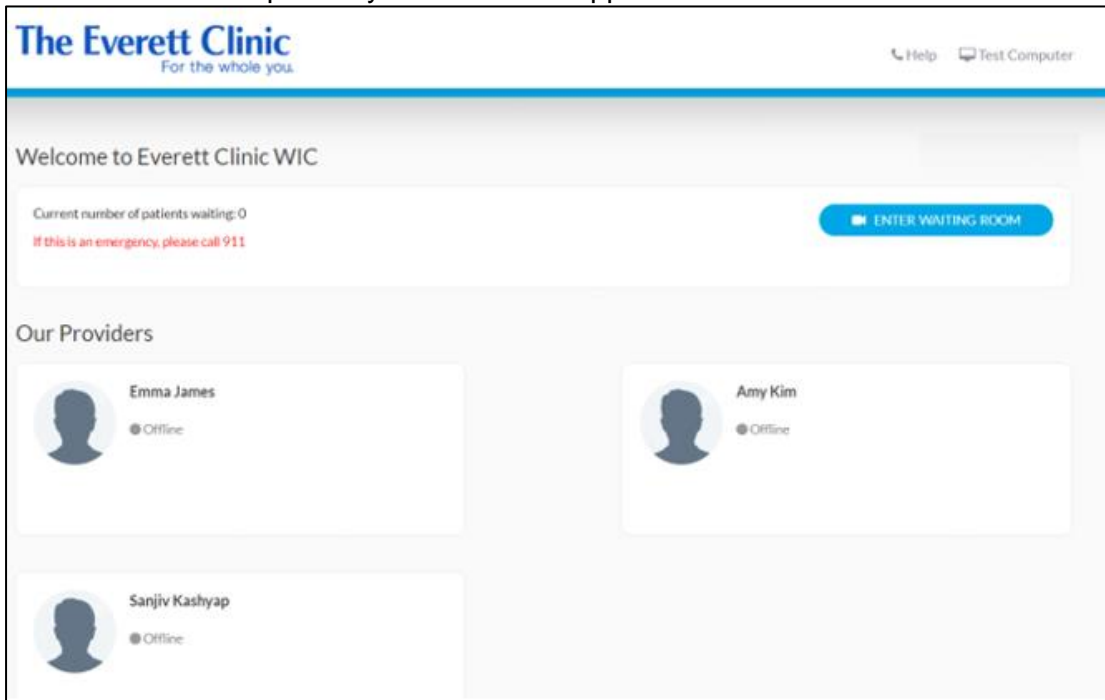 The Everett Clinic
For the whole you.
Help
Test Computer
Welcome to Everett Clinic WIC
Current number of patients waiting: 0
ENTER WAITING ROOM
If this is an emergency, please call 911
Our Providers
Emma James
Offline
Amy Kim
Offline
Sanjiv Kashyap
Offline